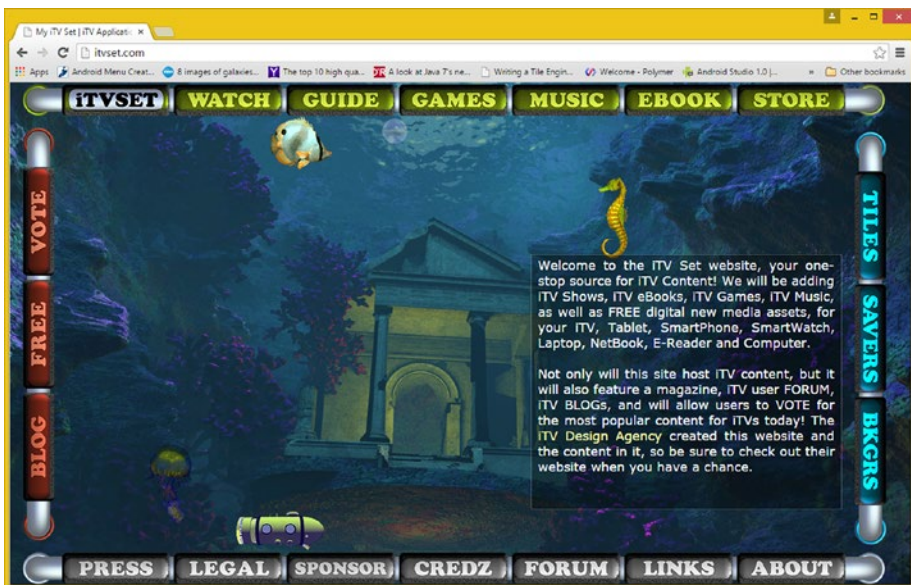 My iTV Set | iTV Applicatio
itvset.com
Apps Android Menu Creat... 8 images of galaxies... The top 10 high qua... A look at Java 7's ne... Writing a Tile Engin... Welcome - Polymer Android Studio 1.0 j... » Other bookmarks
iTVSET WATCH GUIDE GAMES MUSIC EBOOK STORE
VOTE
FREE
BLOG
Welcome to the iTV Set website, your one-
stop source for iTV Content! We will be adding
iTV Shows, iTV eBooks, iTV Games, iTV Music,
as well as FREE digital new media assets, for
your iTV, Tablet, SmartPhone, SmartWatch,
Laptop, NetBook, E-Reader and Computer.
Not only will this site host iTV content, but it
will also feature a magazine, iTV user FORUM,
iTV BLOGs, and will allow users to VOTE for
the most popular content for iTVs today! The
iTV Design Agency created this website and
the content in it, so be sure to check out their
website when you have a chance.
TILES
SAVERS
BKGRS
PRESS LEGAL SPONSOR CREDZ FORUM LINKS ABOUT